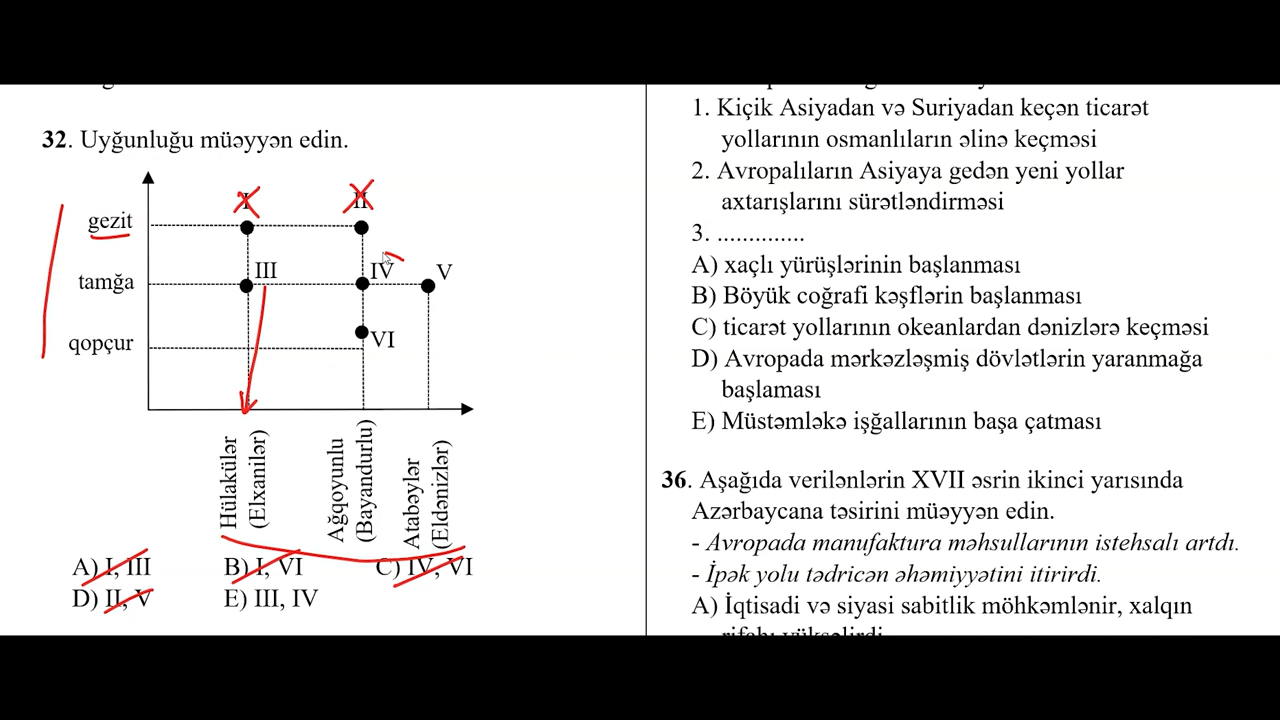 32. Uyğunluğu müəyyən edin.
I
II
gezit
III
IV
V
tamğa
VI
qopçur
Hülakülər
(Elxanilər)
Ağqoyunlu
(Bayandurlu)
Atabəylər
(Eldənizlər)
A) I, III
B) I, VI
C) IV, VI
D) II, V
E) III, IV
1. Kiçik Asiyadan və Suriyadan keçən ticarət
yollarının osmanlıların əlinə keçməsi
2. Avropalıların Asiyaya gedən yeni yollar
axtarışlarını sürətləndirməsi
3. ..............
A) xaçlı yürüşlərinin başlanması
B) Böyük coğrafi kəşflərin başlanması
C) ticarət yollarının okeanlardan dənizlərə keçməsi
D) Avropada mərkəzləşmiş dövlətlərin yaranmağa
başlaması
E) Müstəmləkə işğallarının başa çatması
36. Aşağıda verilənlərin XVII əsrin ikinci yarısında
Azərbaycana təsirini müəyyən edin.
- Avropada manufaktura məhsullarının istehsalı artdı.
- İpək yolu tədricən əhəmiyyətini itirirdi.
A) İqtisadi və siyasi sabitlik möhkəmlənir, xalqın